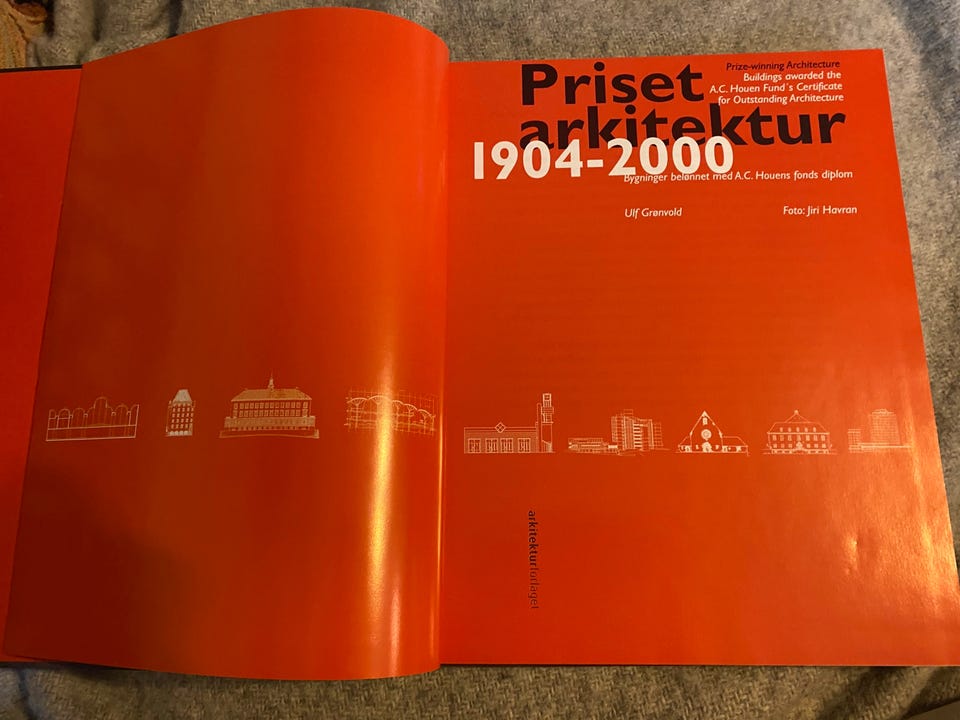 Priset
arkitektur
1904-2000
Prize-winning Architecture
Buildings awarded the
A.C. Houen Fund´s Certificate
for Outstanding Architecture
Bygninger belønnet med A.C. Houens fonds diplom
Ulf Grønvold
Foto: Jiri Havran
arkitekturforlaget